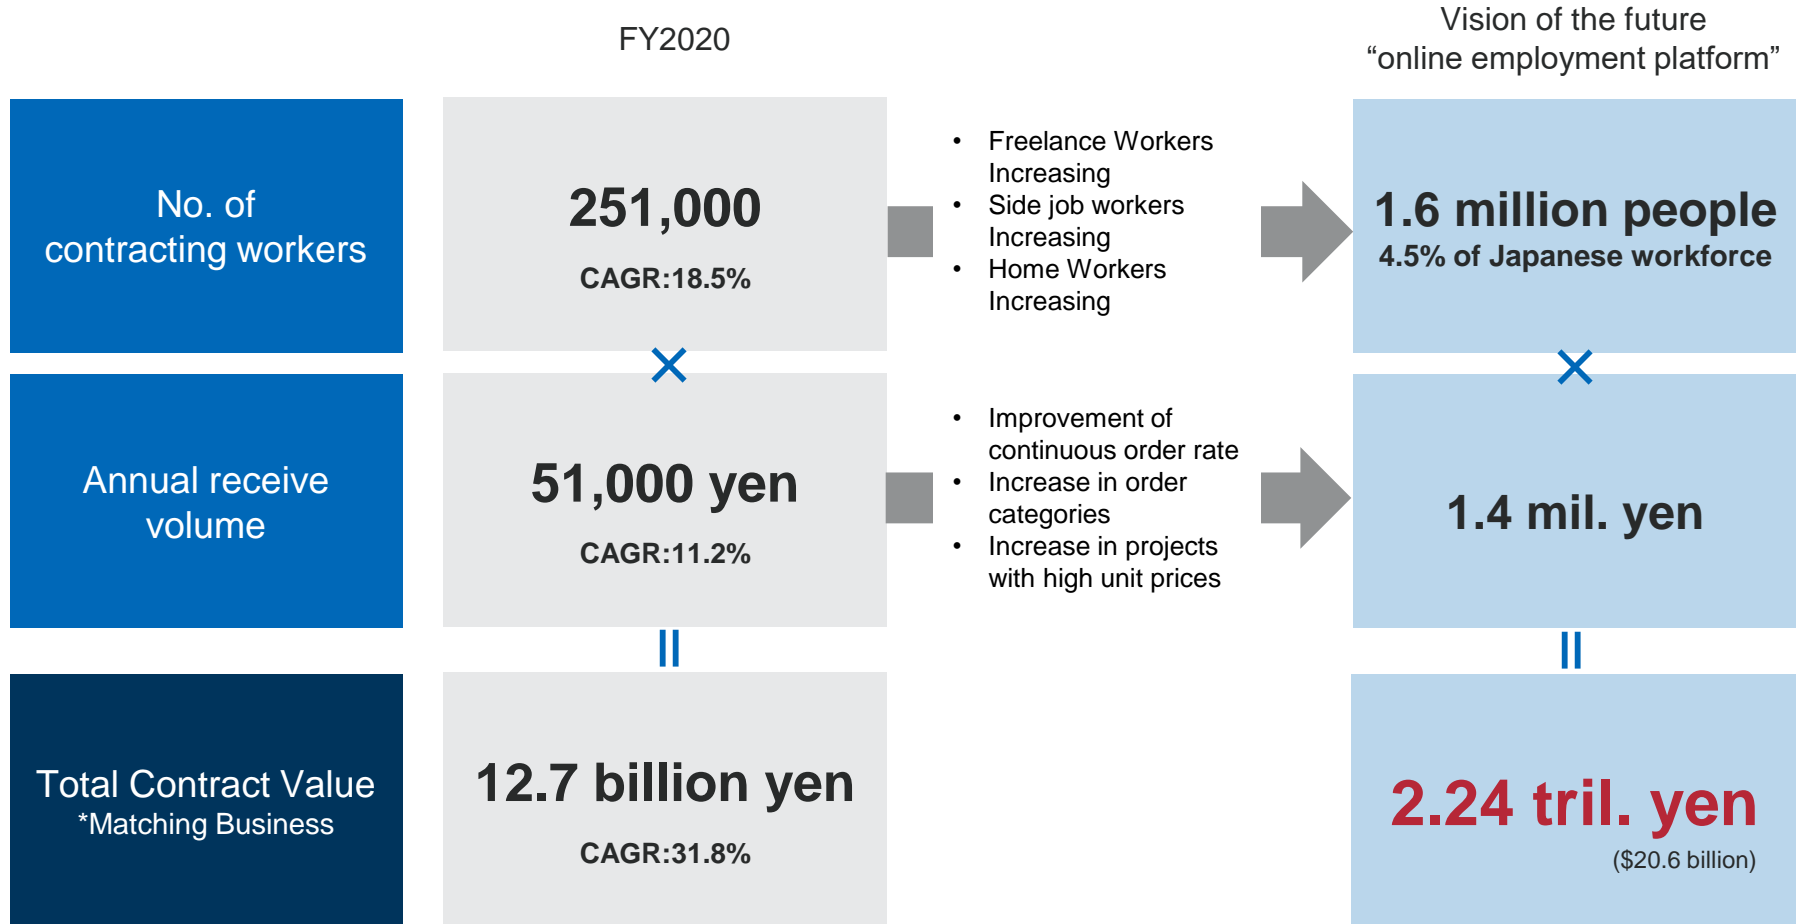 FY2020
Vision of the future
“online employment platform”
No. of
contracting workers
251,000
CAGR:18.5%
• Freelance Workers
Increasing
• Side job workers
Increasing
• Home Workers
Increasing
1.6 million people
4.5% of Japanese workforce
×
×
Annual receive
volume
51,000 yen
CAGR:11.2%
• Improvement of
continuous order rate
• Increase in order
categories
• Increase in projects
with high unit prices
1.4 mil. yen
Total Contract Value
*Matching Business
12.7 billion yen
CAGR:31.8%
2.24 tril. yen
($20.6 billion)